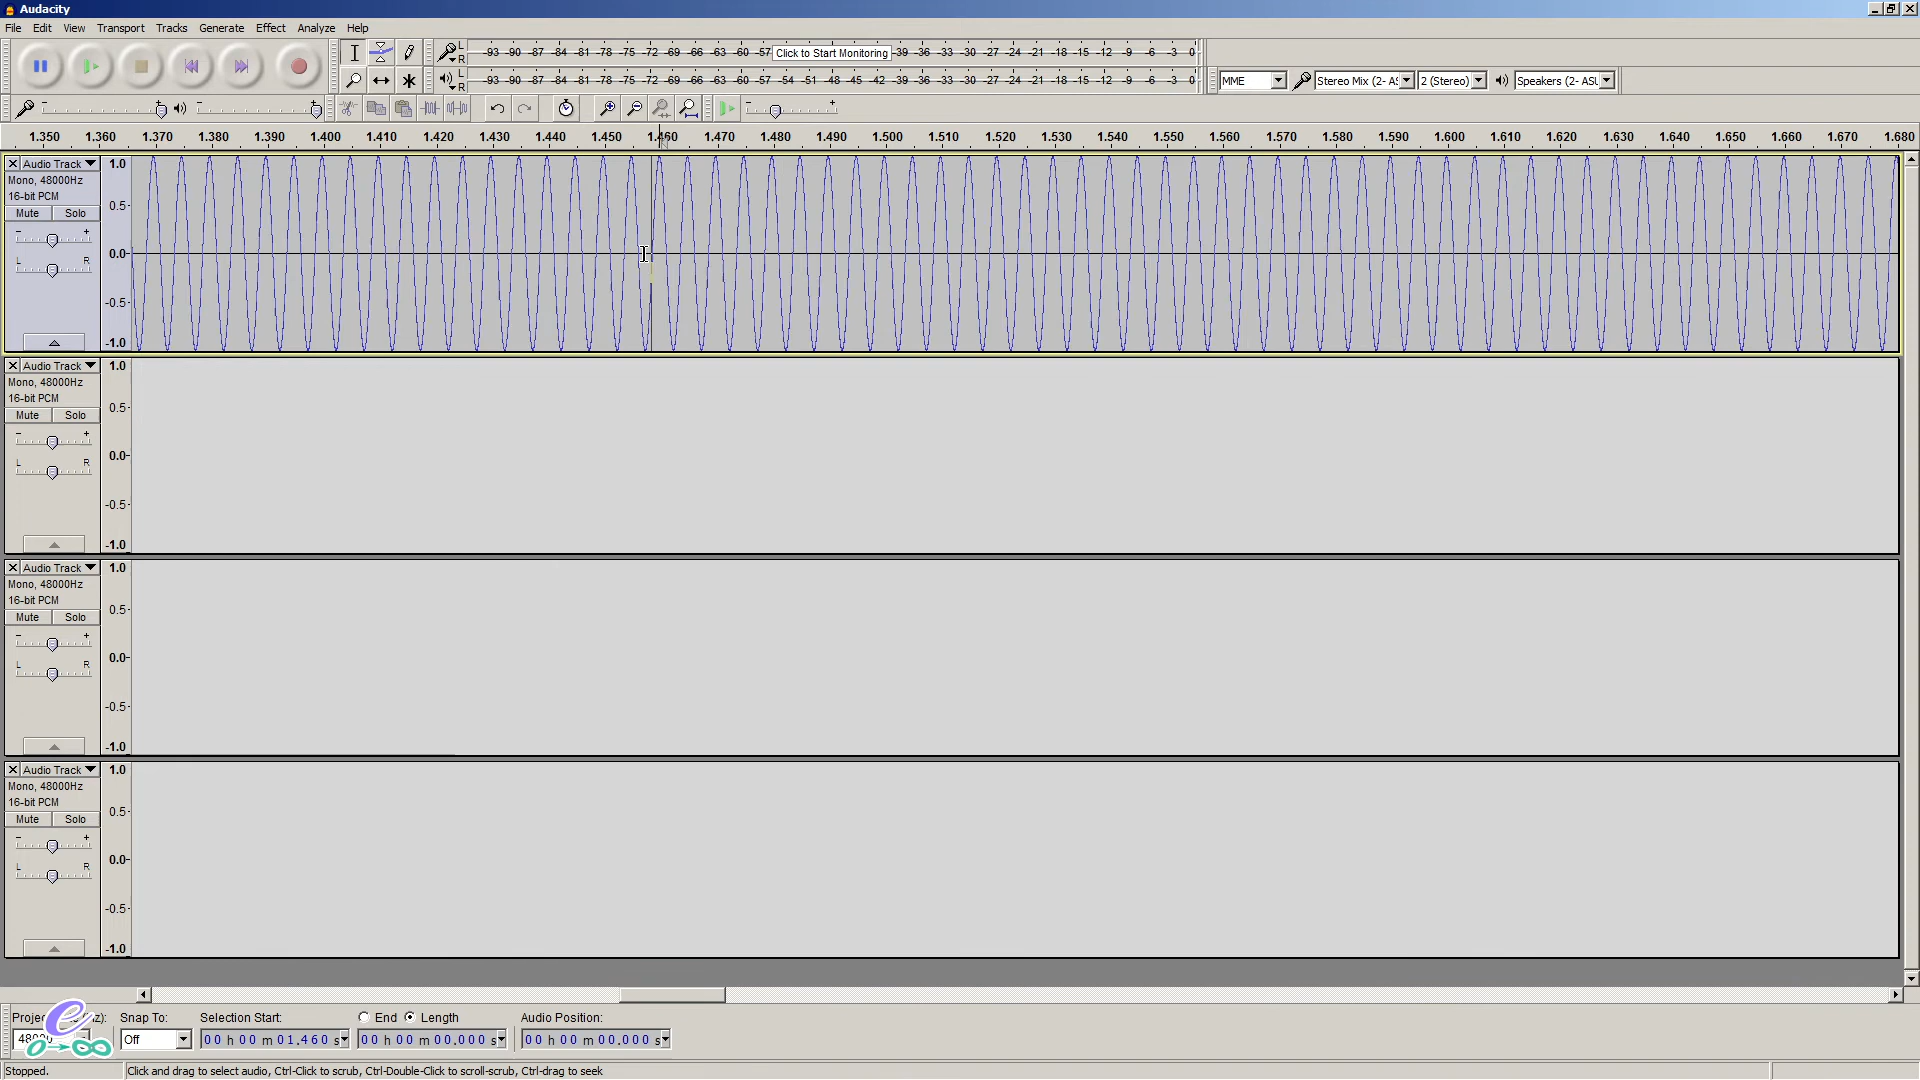 Audacity
File Edit View Transport Tracks Generate Effect Analyze Help
L -93 -90 -87 -84 -81 -78 -75 -72 -69 -66 -63 -60 -57 Click to Start Monitoring -39 -36 -33 -30 -27 -24 -21 -18 -15 -12 -9 -6 -3 0
R
L -93 -90 -87 -84 -81 -78 -75 -72 -69 -66 -63 -60 -57 -54 -51 -48 -45 -42 -39 -36 -33 -30 -27 -24 -21 -18 -15 -12 -9 -6 -3 0
R
MME Stereo Mix (2- AS 2 (Stereo) Speakers (2- ASU
1.350 1.360 1.370 1.380 1.390 1.400 1.410 1.420 1.430 1.440 1.450 1.460 1.470 1.480 1.490 1.500 1.510 1.520 1.530 1.540 1.550 1.560 1.570 1.580 1.590 1.600 1.610 1.620 1.630 1.640 1.650 1.660 1.670 1.680
Audio Track 1.0
Mono, 48000Hz
16-bit PCM
Mute Solo 0.5
- +
L R 0.0
-0.5
-1.0
Audio Track 1.0
Mono, 48000Hz
16-bit PCM
Mute Solo 0.5
- +
L R 0.0
-0.5
-1.0
Audio Track 1.0
Mono, 48000Hz
16-bit PCM
Mute Solo 0.5
- +
L R 0.0
-0.5
-1.0
Audio Track 1.0
Mono, 48000Hz
16-bit PCM
Mute Solo 0.5
- +
L R 0.0
-0.5
-1.0
Snap To: Selection Start: End Length Audio Position:
Off 00 h 00 m 01.460 s 00 h 00 m 00.000 s 00 h 00 m 00.000 s
Stopped. Click and drag to select audio, Ctrl-Click to scrub, Ctrl-Double-Click to scroll-scrub, Ctrl-drag to seek